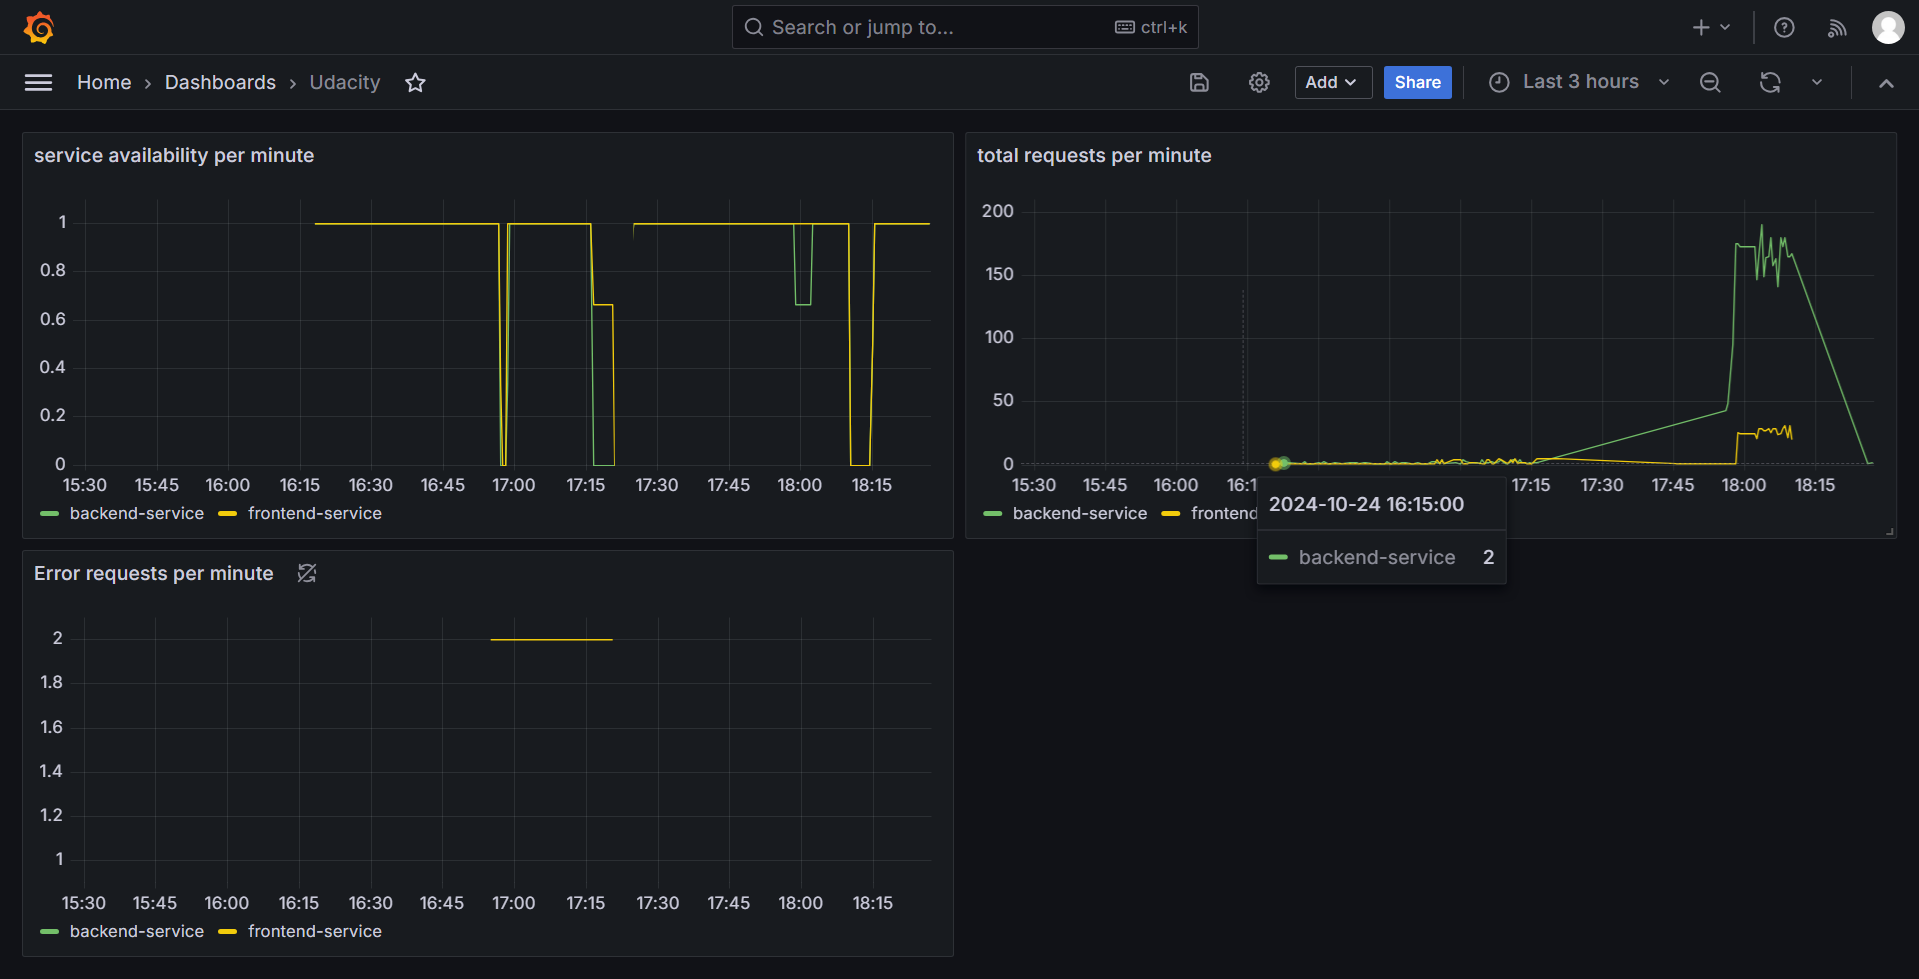 Search or jump to... ctrl+k
Home › Dashboards › Udacity
Add Share Last 3 hours
service availability per minute
1
0.8
0.6
0.4
0.2
0
15:30 15:45 16:00 16:15 16:30 16:45 17:00 17:15 17:30 17:45 18:00 18:15
backend-service frontend-service
total requests per minute
200
150
100
50
0
15:30 15:45 16:00 16:1 17:15 17:30 17:45 18:00 18:15
backend-service frontend
2024-10-24 16:15:00
backend-service 2
Error requests per minute
2
1.8
1.6
1.4
1.2
1
15:30 15:45 16:00 16:15 16:30 16:45 17:00 17:15 17:30 17:45 18:00 18:15
backend-service frontend-service